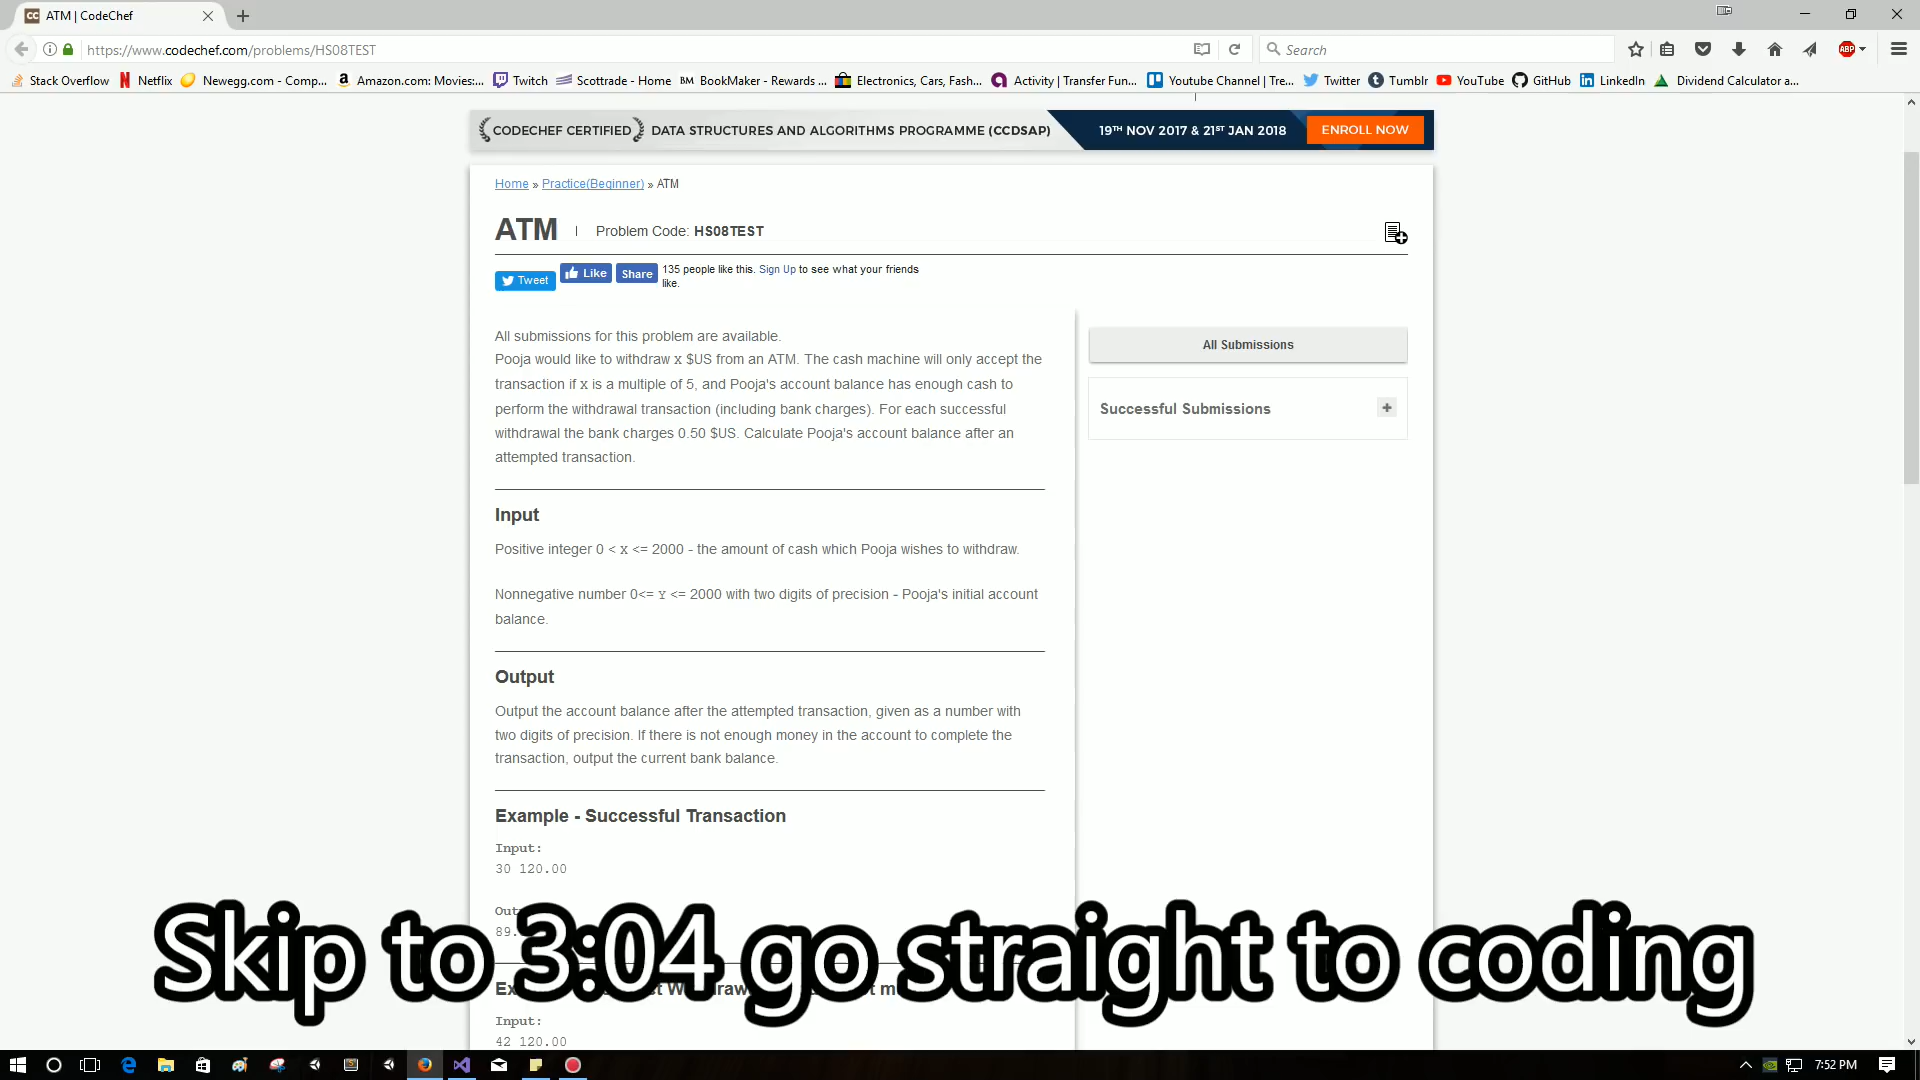 ATM | CodeChef
https://www.codechef.com/problems/HS08TEST
Search
ABP
Stack Overflow
Netflix
Newegg.com - Comp...
Amazon.com: Movies:...
Twitch
Scottrade - Home
BM BookMaker - Rewards ...
Electronics, Cars, Fash...
Activity | Transfer Fun...
Youtube Channel | Tre...
Twitter
Tumblr
YouTube
GitHub
LinkedIn
Dividend Calculator a...
CODECHEF CERTIFIED DATA STRUCTURES AND ALGORITHMS PROGRAMME (CCDSAP) 19TH NOV 2017 & 21ST JAN 2018 ENROLL NOW
Home » Practice(Beginner) » ATM
ATM | Problem Code: HS08TEST
Tweet
Like
Share
135 people like this. Sign Up to see what your friends
like.
All submissions for this problem are available.
Pooja would like to withdraw X $US from an ATM. The cash machine will only accept the
transaction if X is a multiple of 5, and Pooja's account balance has enough cash to
perform the withdrawal transaction (including bank charges). For each successful
withdrawal the bank charges 0.50 $US. Calculate Pooja's account balance after an
attempted transaction.
All Submissions
Successful Submissions +
Input
Positive integer 0 < X <= 2000 - the amount of cash which Pooja wishes to withdraw.
Nonnegative number 0<= Y <= 2000 with two digits of precision - Pooja's initial account
balance.
Output
Output the account balance after the attempted transaction, given as a number with
two digits of precision. If there is not enough money in the account to complete the
transaction, output the current bank balance.
Example - Successful Transaction
Input:
30 120.00
89.
Skip to 3:04 go straight to coding
Input:
42 120.00
7:52 PM